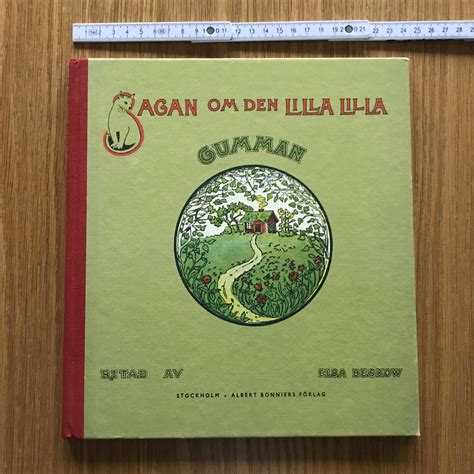 SAGAN OM DEN LILLA LILLA
GUMMAN
RITAD AV ELSA BESKOW
STOCKHOLM • ALBERT BONNIERS FÖRLAG